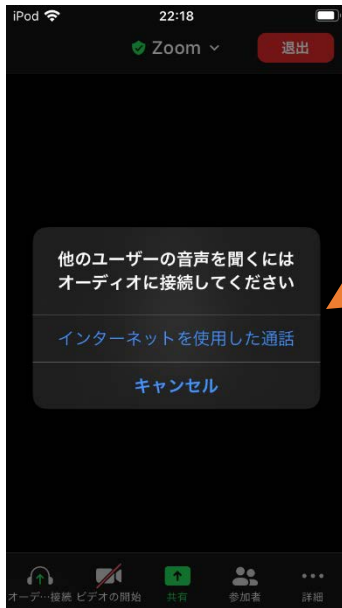 iPod 22:18
Zoom 退出
他のユーザーの音声を聞くには
オーディオに接続してください
インターネットを使用した通話
キャンセル
オーデ…接続 ビデオの開始 共有 参加者 詳細